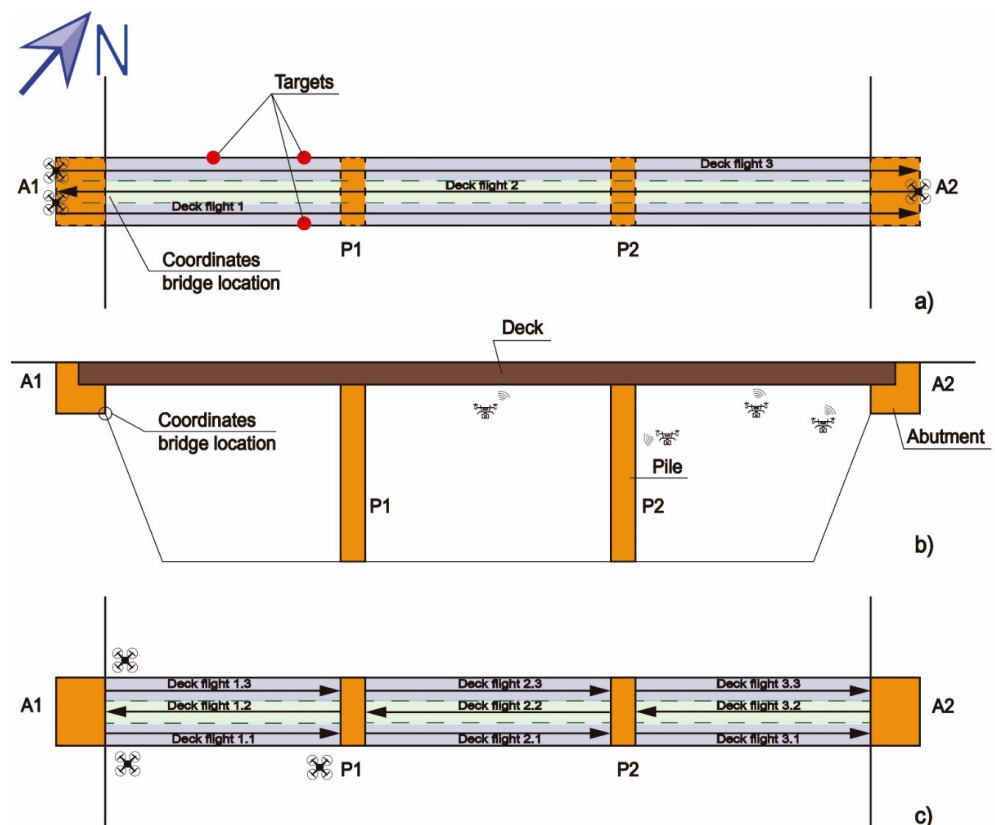 N
Targets
Deck flight 3
A1
Deck flight 2
A2
Deck flight 1
P1
P2
Coordinates
bridge location
a)
Deck
A1
A2
Coordinates
bridge location
Abutment
Pile
P1
P2
b)
Deck flight 1.3
Deck flight 2.3
Deck flight 3.3
A1
Deck flight 1.2
Deck flight 2.2
Deck flight 3.2
A2
Deck flight 1.1
Deck flight 2.1
Deck flight 3.1
P1
P2
c)